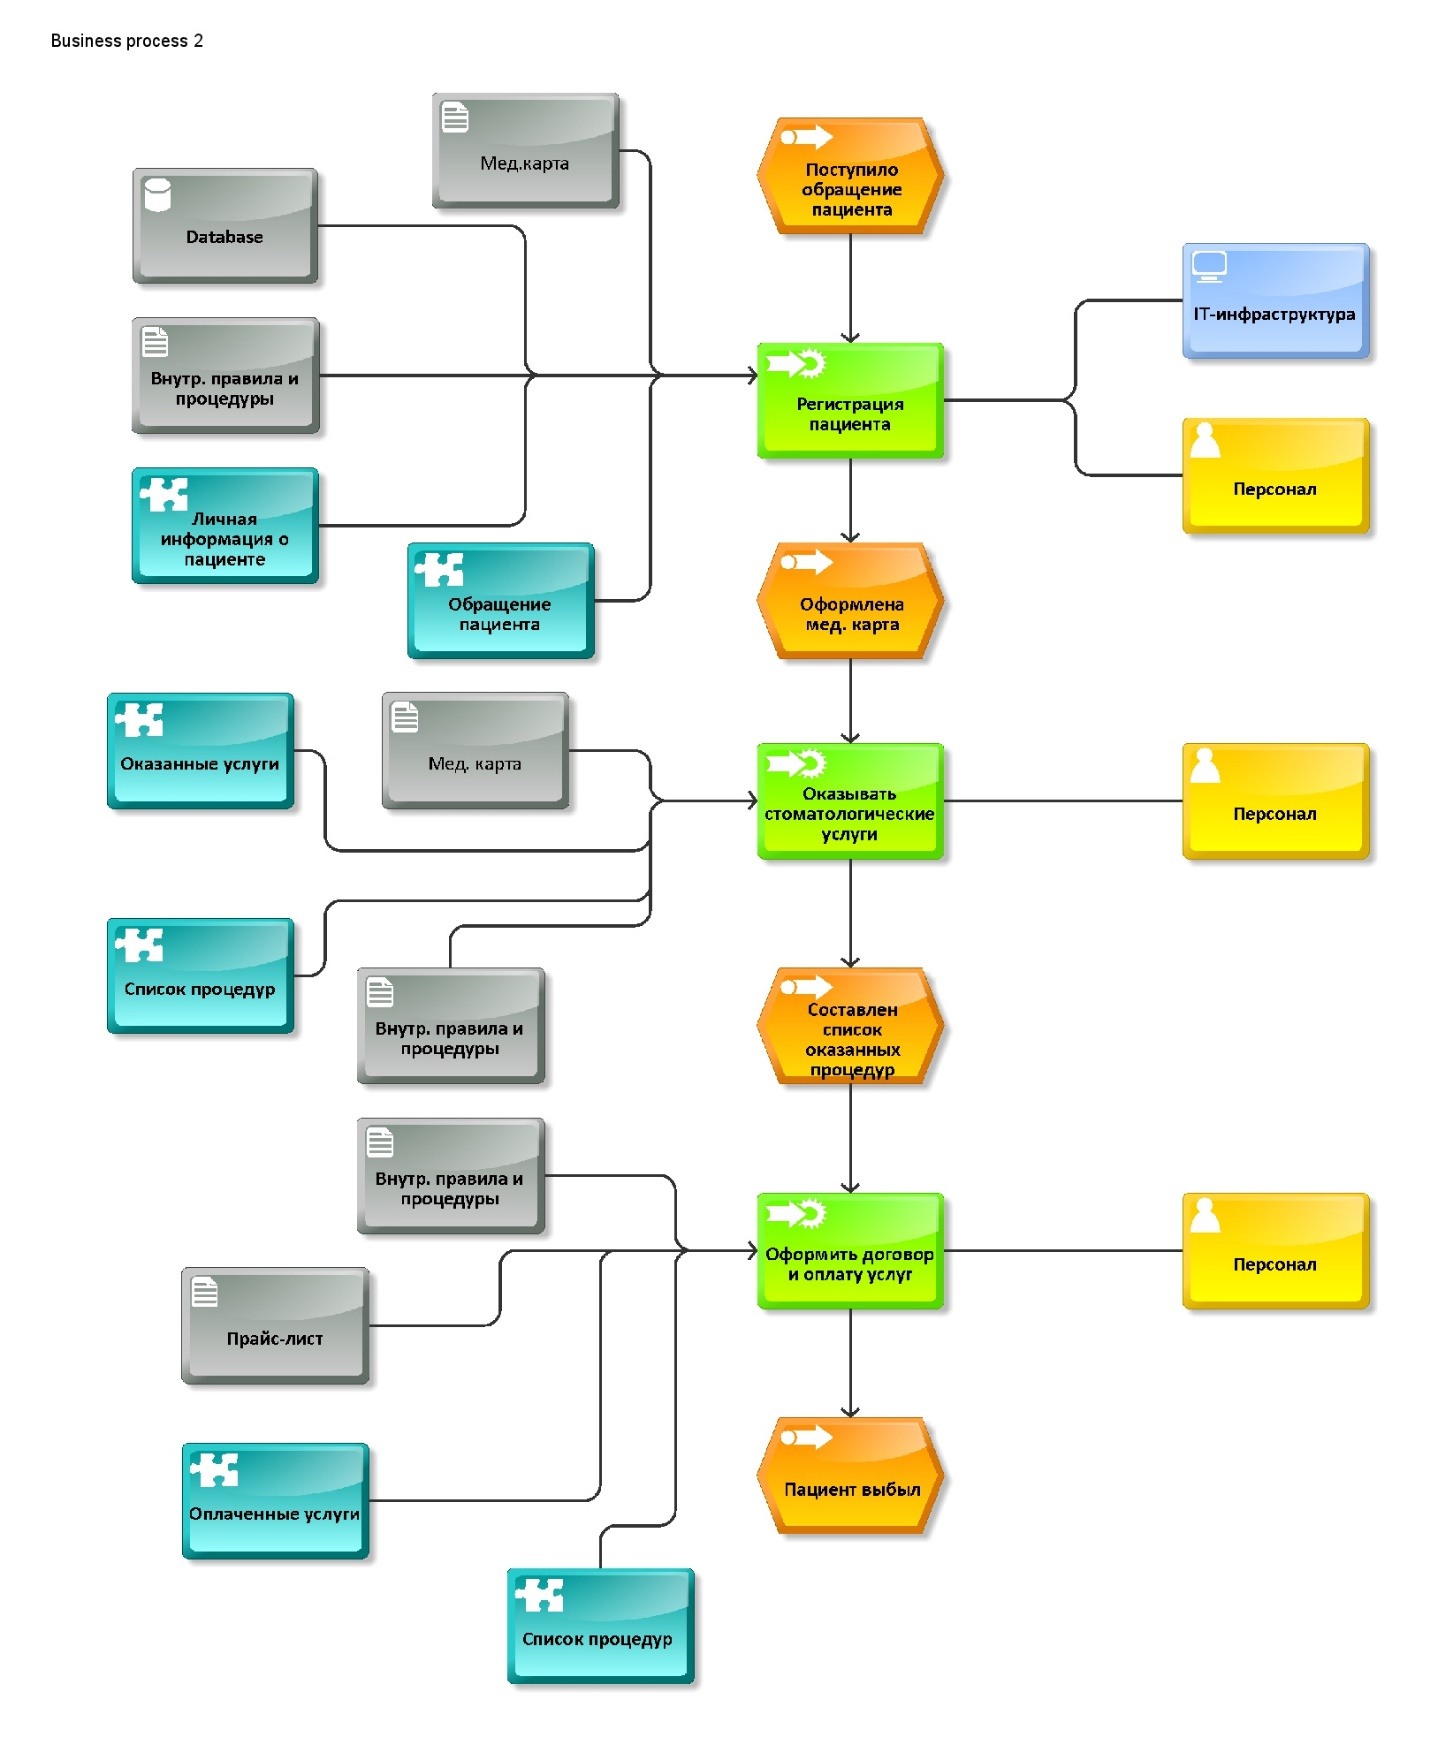 Business process 2
Мед.карта
Поступило
обращение
пациента
Database
IT-инфраструктура
Внутр. правила и
процедуры
Регистрация
пациента
Персонал
Личная
информация о
пациенте
Обращение
пациента
Оформлена
мед. карта
Оказанные услуги
Мед. карта
Оказывать
стоматологические
услуги
Персонал
Список процедур
Внутр. правила и
процедуры
Составлен
список
оказанных
процедур
Внутр. правила и
процедуры
Оформить договор
и оплату услуг
Персонал
Прайс-лист
Пациент выбыл
Оплаченные услуги
Список процедур